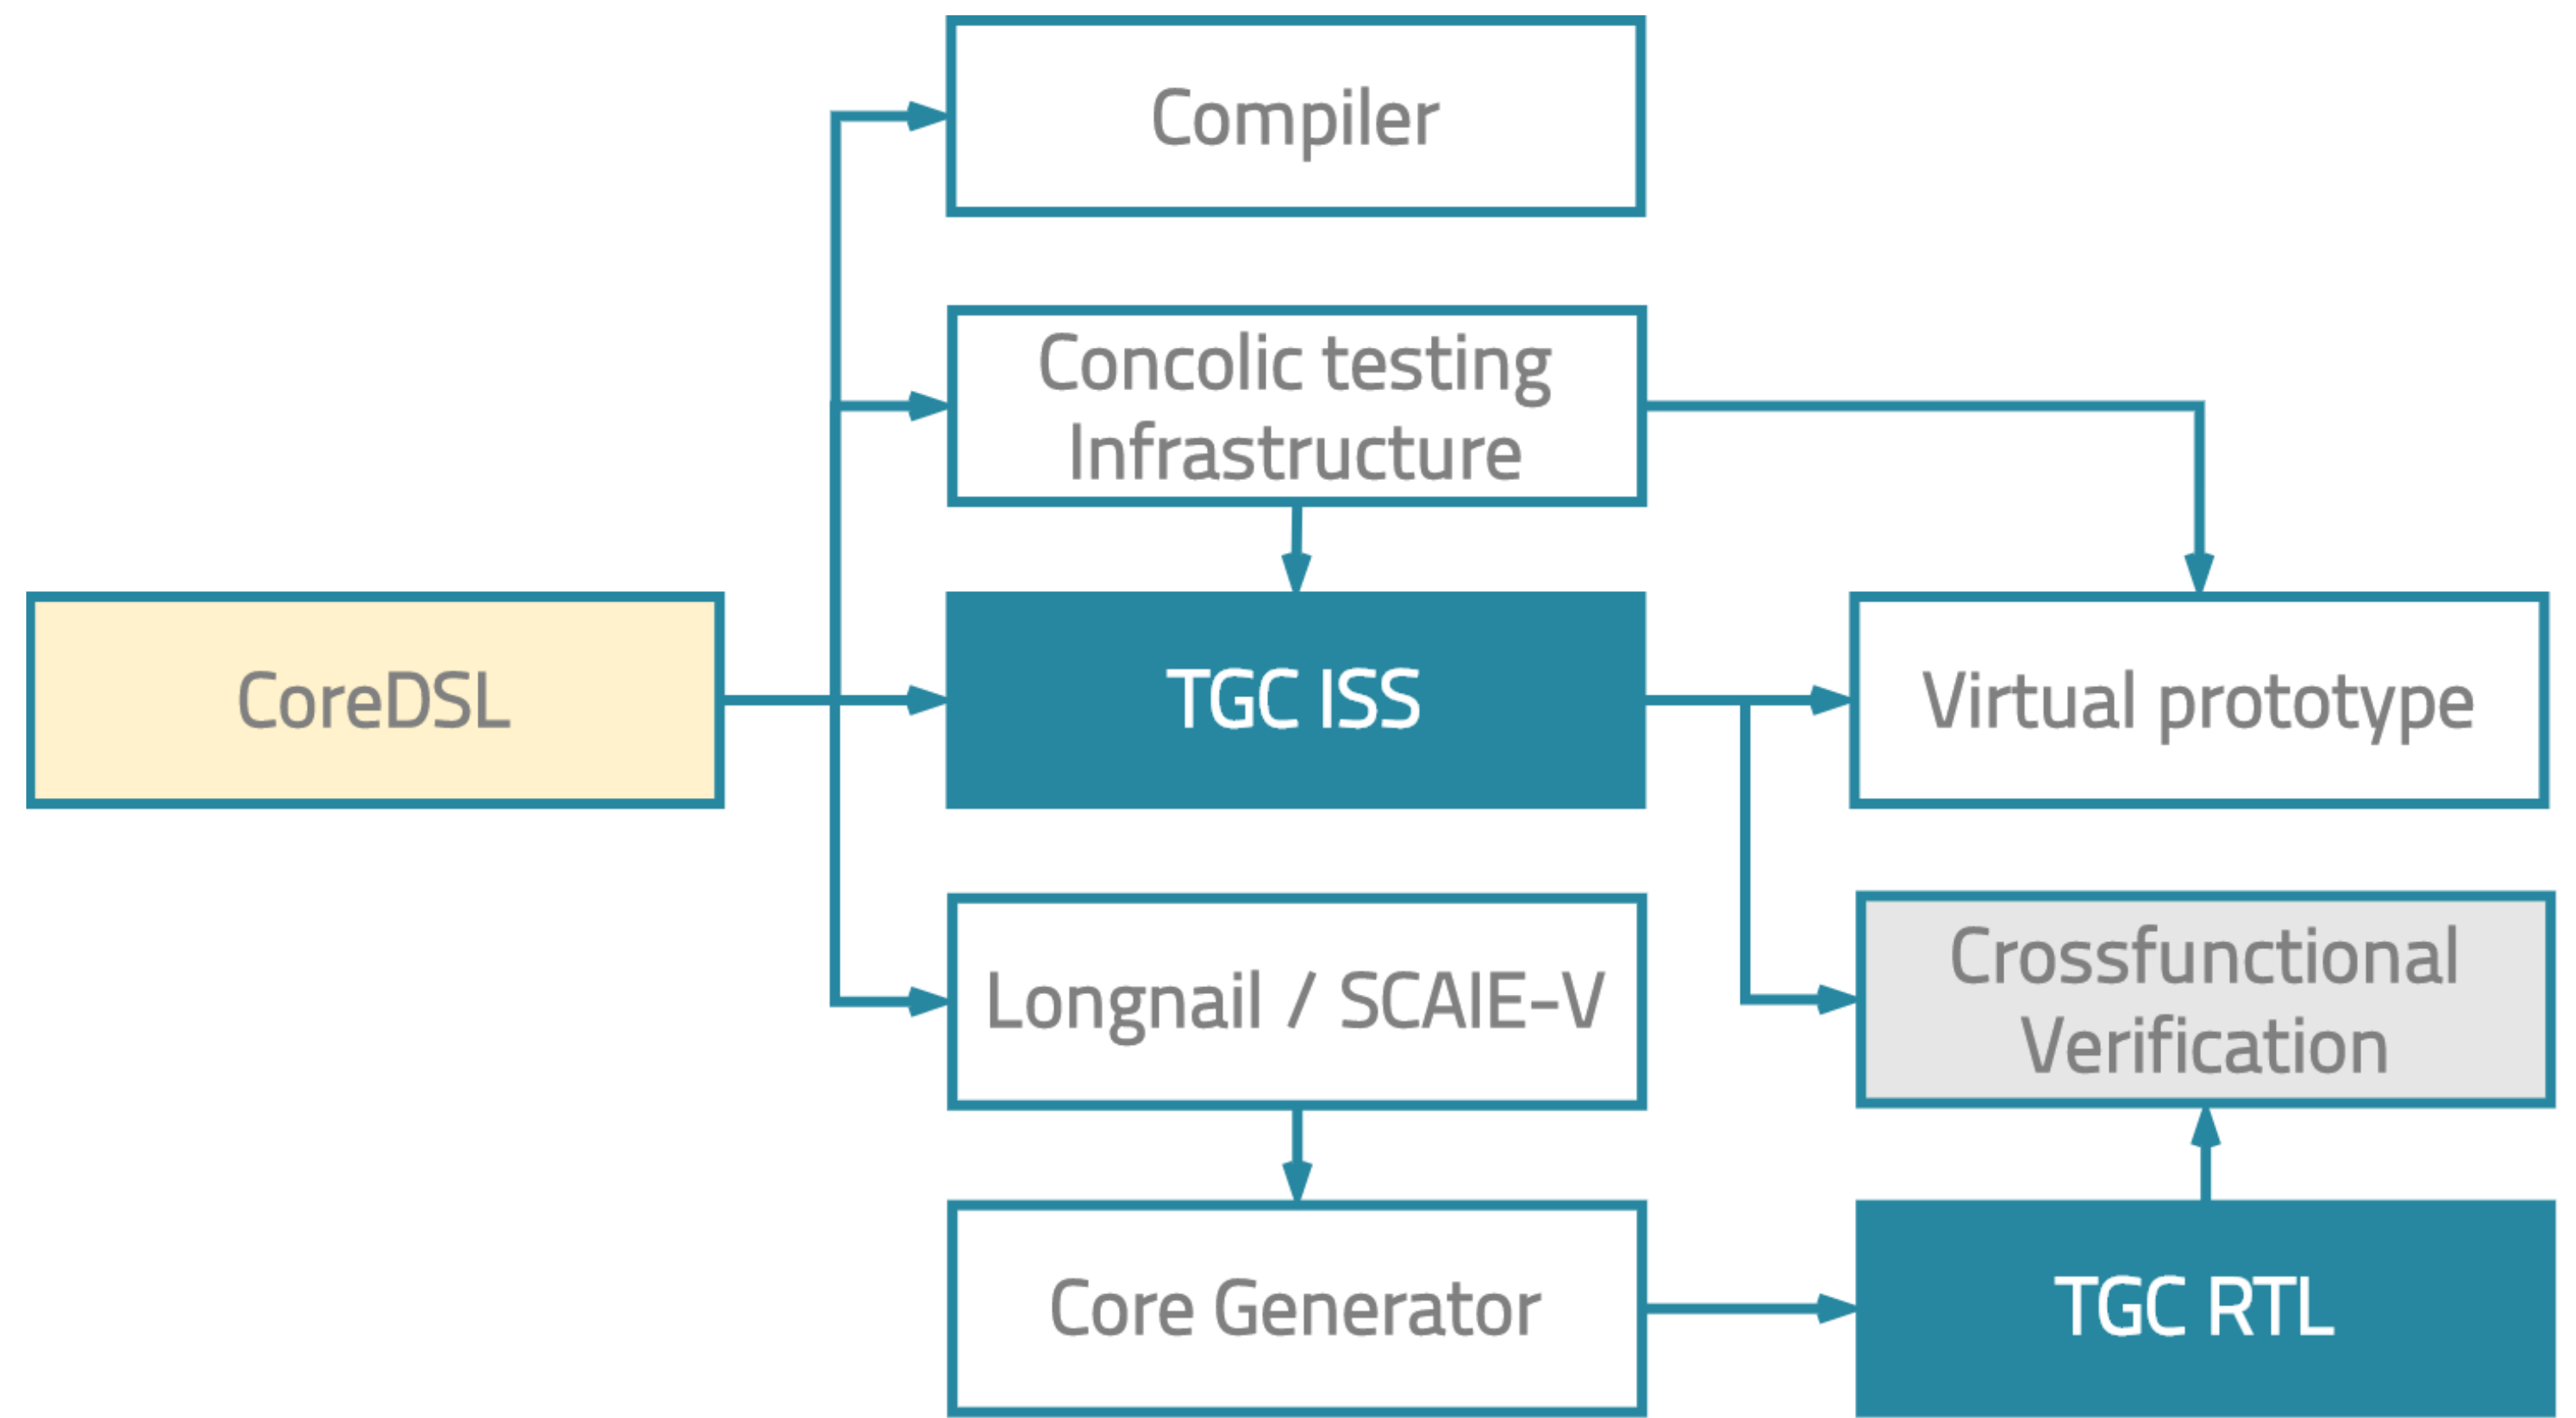 Compiler
Concolic testing
Infrastructure
CoreDSL
TGC ISS
Virtual prototype
Longnail / SCAIE-V
Crossfunctional
Verification
Core Generator
TGC RTL